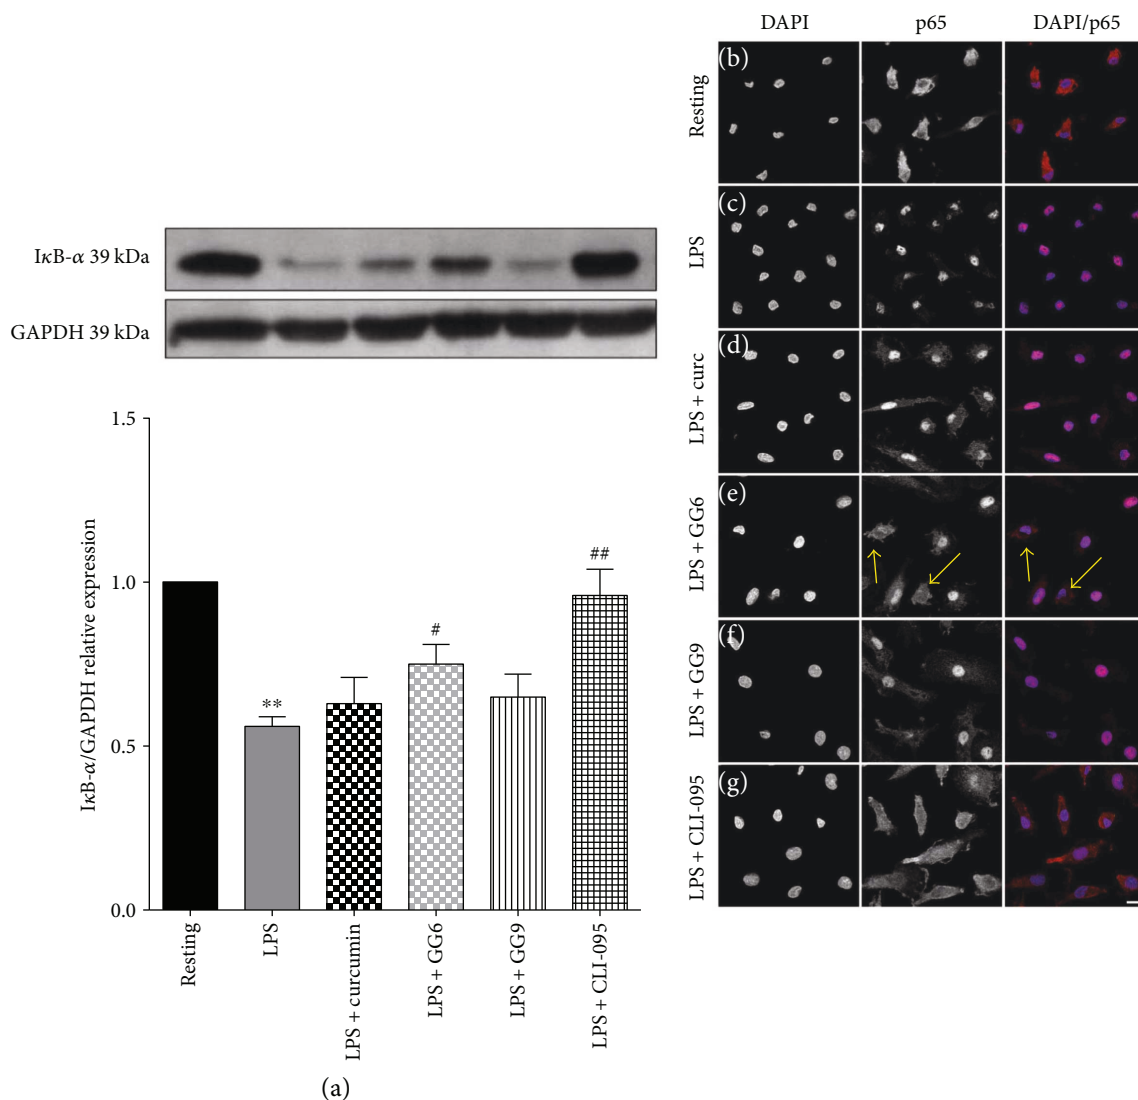 IκB-α 39 kDa
GAPDH 39 kDa
IκB-α/GAPDH relative expression
1.5
1.0
0.5
0.0
**
#
##
Resting
LPS
LPS + curcumin
LPS + GG6
LPS + GG9
LPS + CLI-095
(a)
DAPI p65 DAPI/p65
Resting
(b)
LPS
(c)
LPS + curc
(d)
LPS + GG6
(e)
LPS + GG9
(f)
LPS + CLI-095
(g)